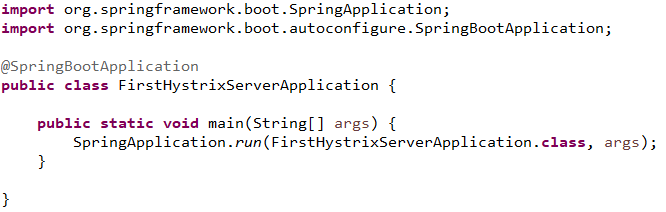 import org.springframework.boot.SpringApplication;
import org.springframework.boot.autoconfigure.SpringBootApplication;
@SpringBootApplication
public class FirstHystrixServerApplication {
public static void main(String[] args) {
SpringApplication.run(FirstHystrixServerApplication.class, args);
}
}